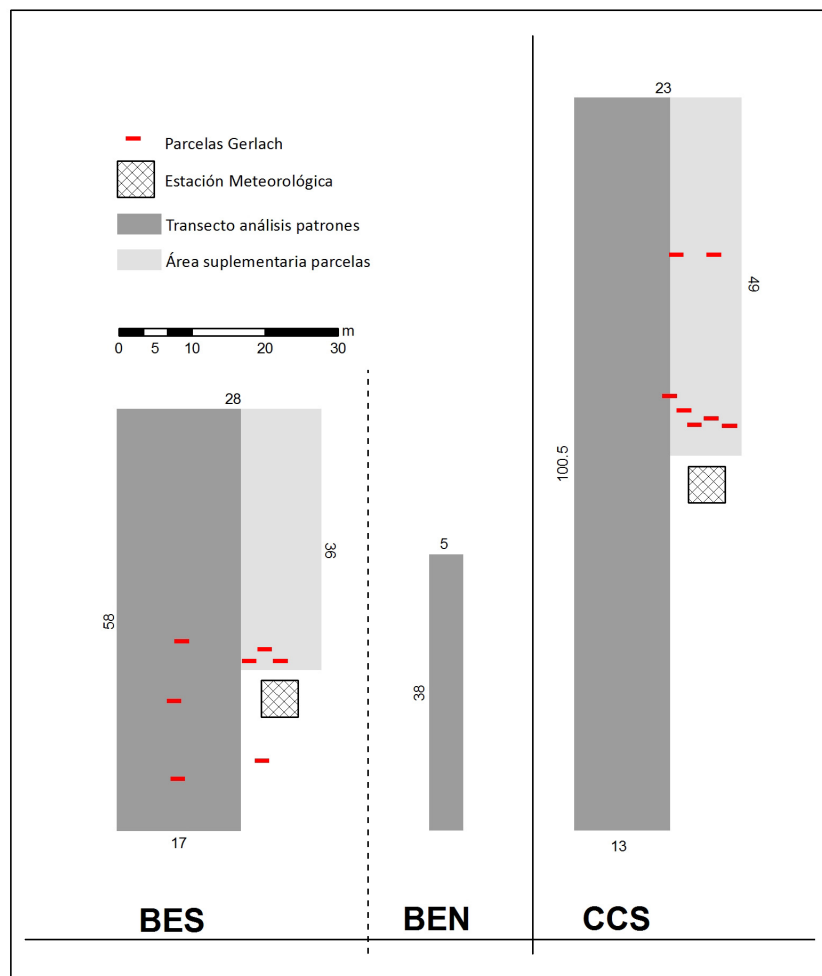 23
Parcelas Gerlach
Estación Meteorológica
Transecto análisis patrones
Área suplementaria parcelas
49
m
0 5 10 20 30
28
100.5
5
36
58
38
17
13
BES BEN CCS